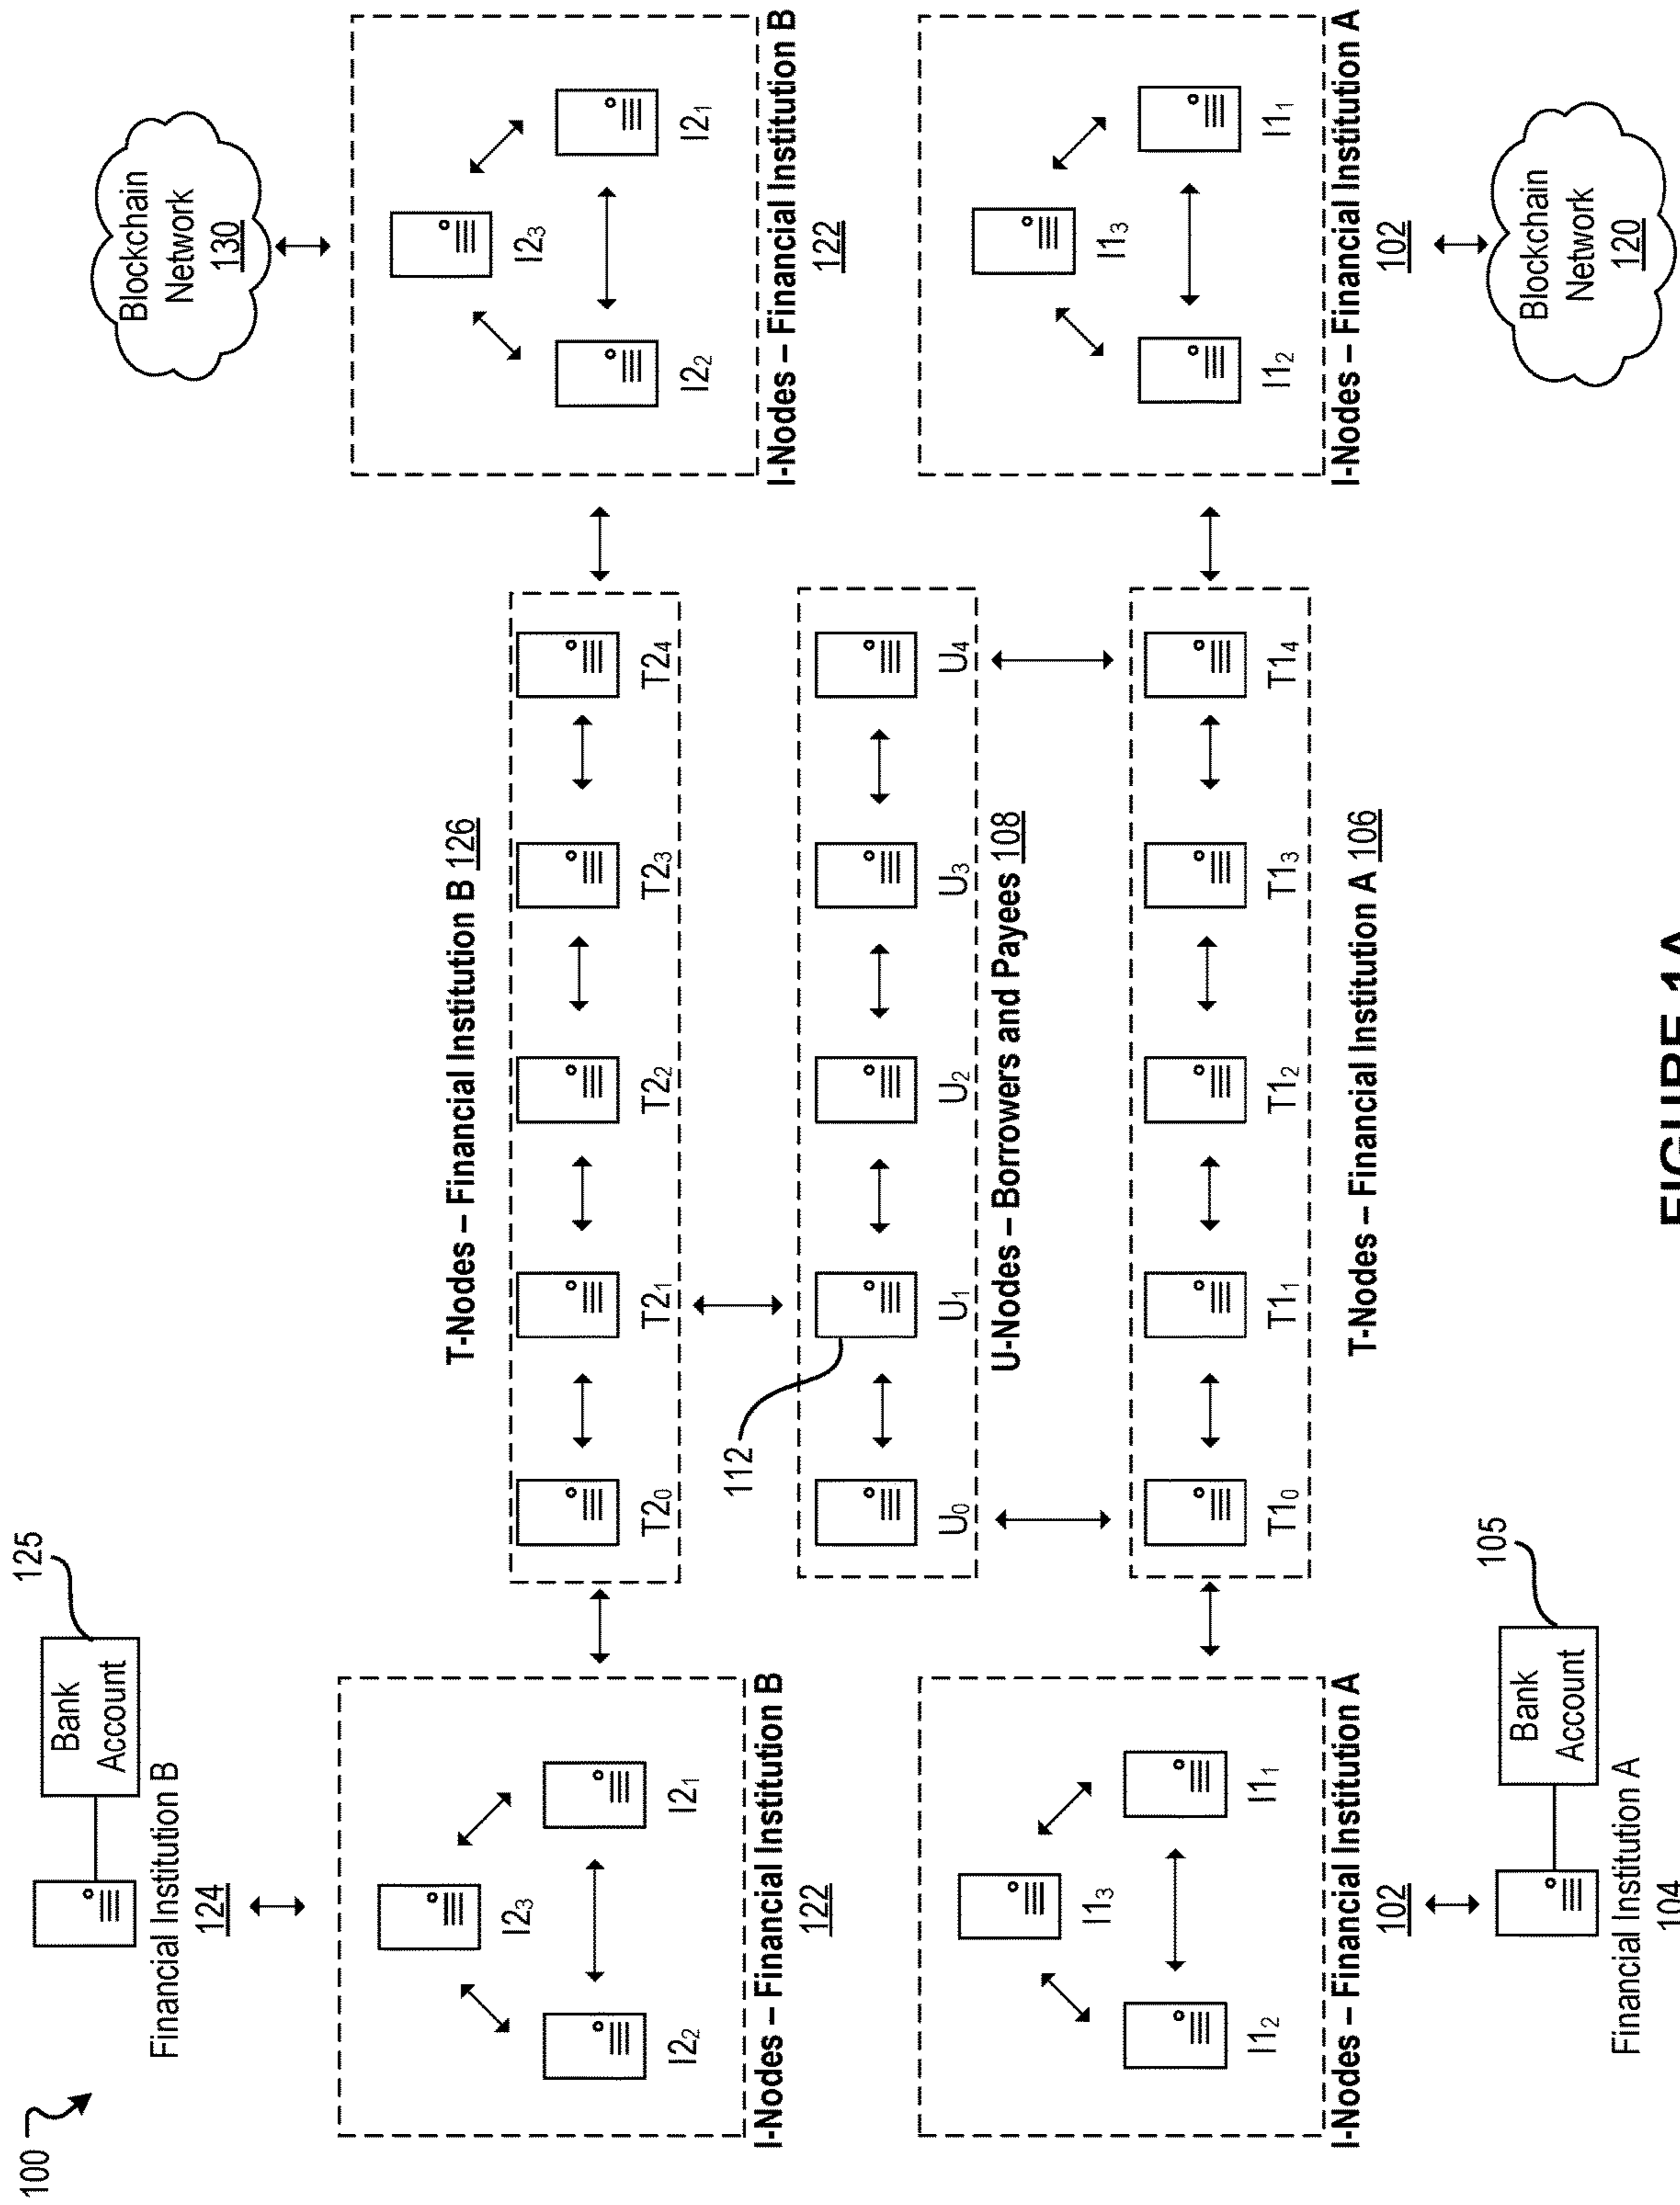 100
125
Bank
Account
Financial Institution B
124
I2₃
I2₂
I2₁
I-Nodes – Financial Institution B
122
T-Nodes – Financial Institution B 126
T2₀
T2₁
T2₂
T2₃
T2₄
Blockchain
Network
130
I2₃
I2₂
I2₁
I-Nodes – Financial Institution B
122
112
U₀
U₁
U₂
U₃
U₄
U-Nodes – Borrowers and Payees 108
I1₃
I1₂
I1₁
I-Nodes – Financial Institution A
102
T1₀
T1₁
T1₂
T1₃
T1₄
T-Nodes – Financial Institution A 106
I1₃
I1₂
I1₁
I-Nodes – Financial Institution A
102
105
Bank
Account
Financial Institution A
104
Blockchain
Network
120
FIGURE 1A